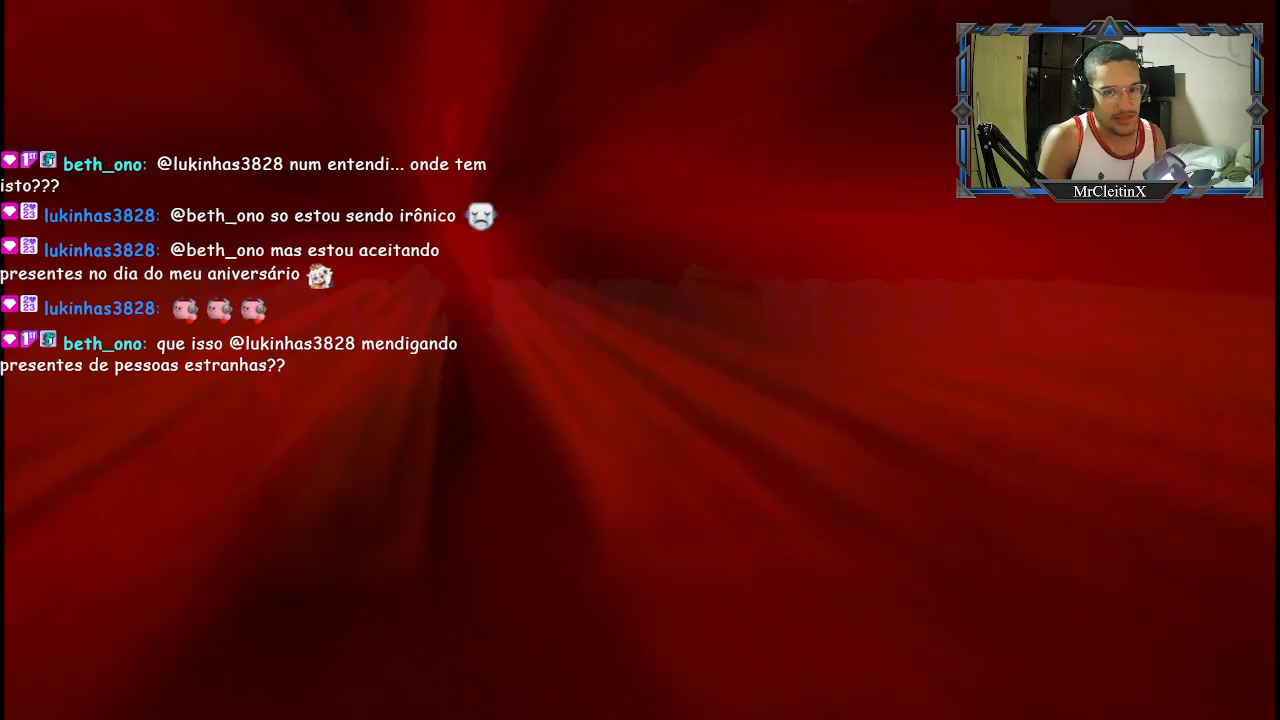 beth_ono: @lukinhas3828 num entendi... onde tem
isto???
lukinhas3828: @beth_ono so estou sendo irônico
lukinhas3828: @beth_ono mas estou aceitando
presentes no dia do meu aniversário
lukinhas3828:
beth_ono: que isso @lukinhas3828 mendigando
presentes de pessoas estranhas??
MrCleitinX